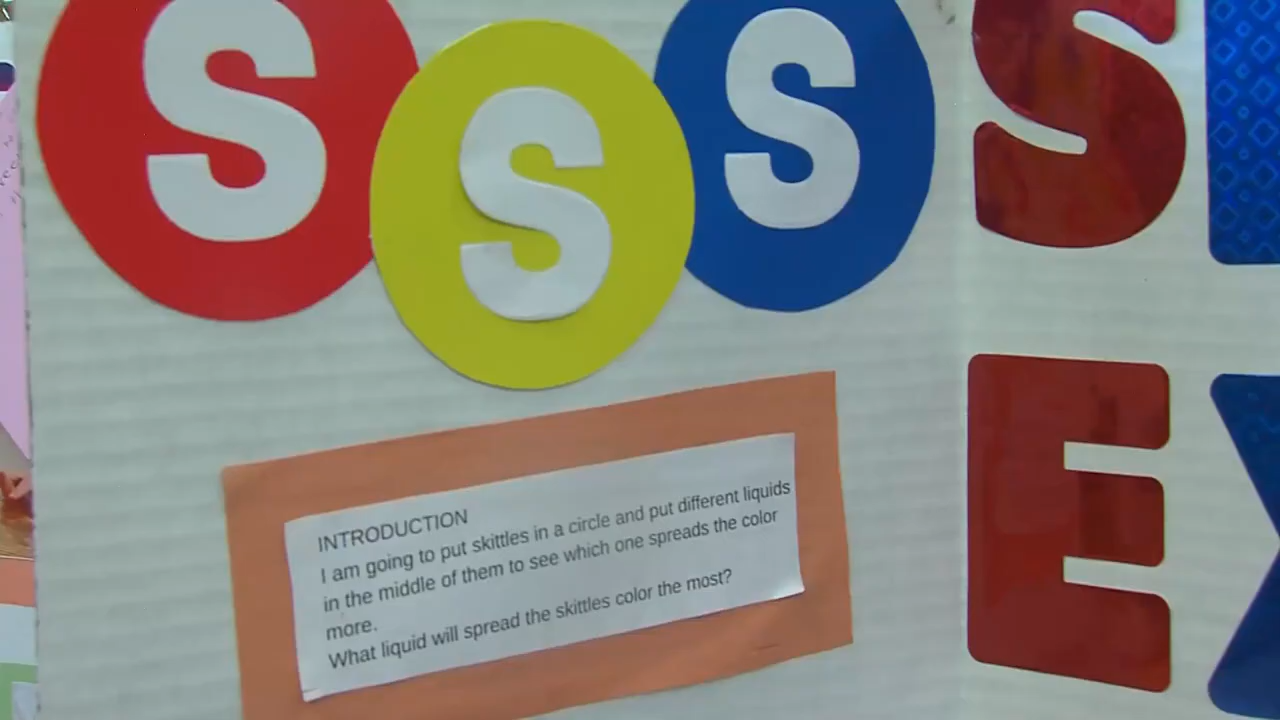 S S S
S
E
INTRODUCTION
I am going to put skittles in a circle and put different liquids
in the middle of them to see which one spreads the color
more.
What liquid will spread the skittles color the most?